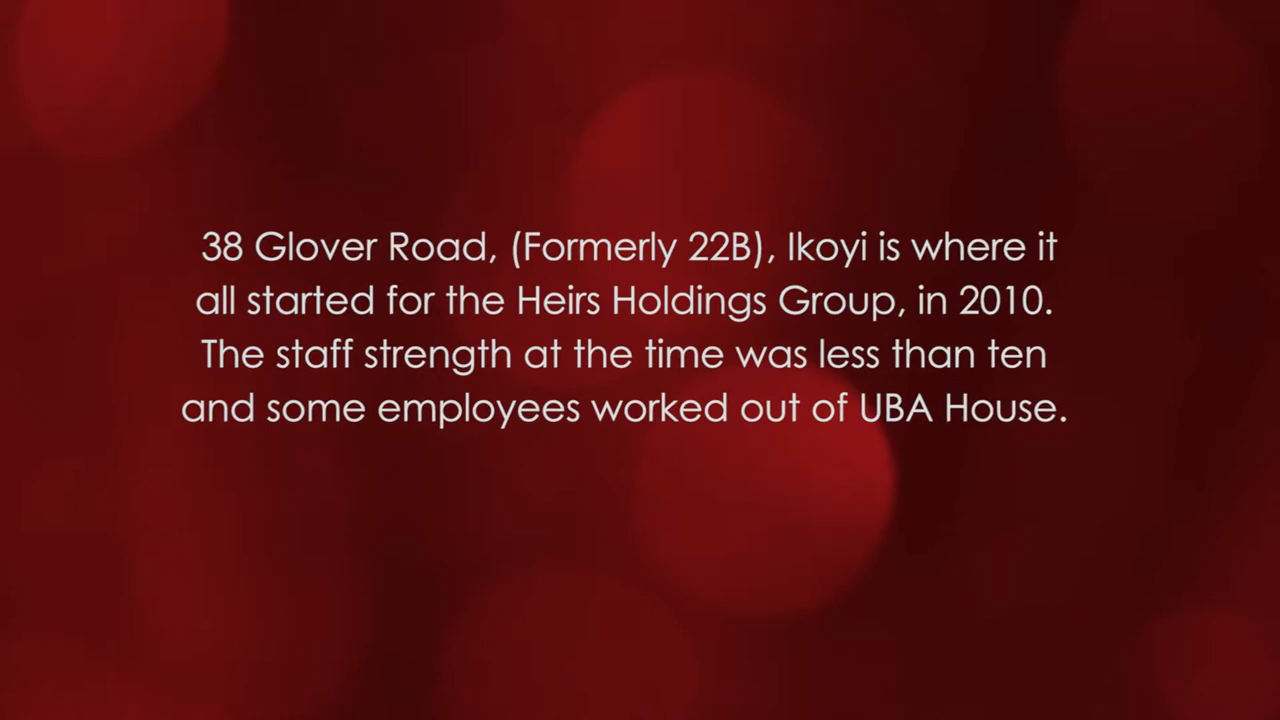 38 Glover Road, (Formerly 22B), Ikoyi is where it
all started for the Heirs Holdings Group, in 2010.
The staff strength at the time was less than ten
and some employees worked out of UBA House.